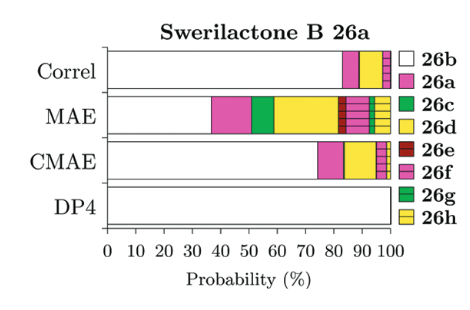 Swerilactone B 26a
Correl
MAE
CMAE
DP4
26b
26a
26c
26d
26e
26f
26g
26h
0 10 20 30 40 50 60 70 80 90 100
Probability (%)